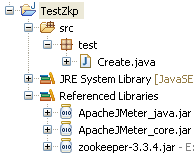 TestZkp
src
test
Create.java
JRE System Library [JavaSE
Referenced Libraries
ApacheJMeter_java.jar
ApacheJMeter_core.jar
zookeeper-3.3.4.jar - E: